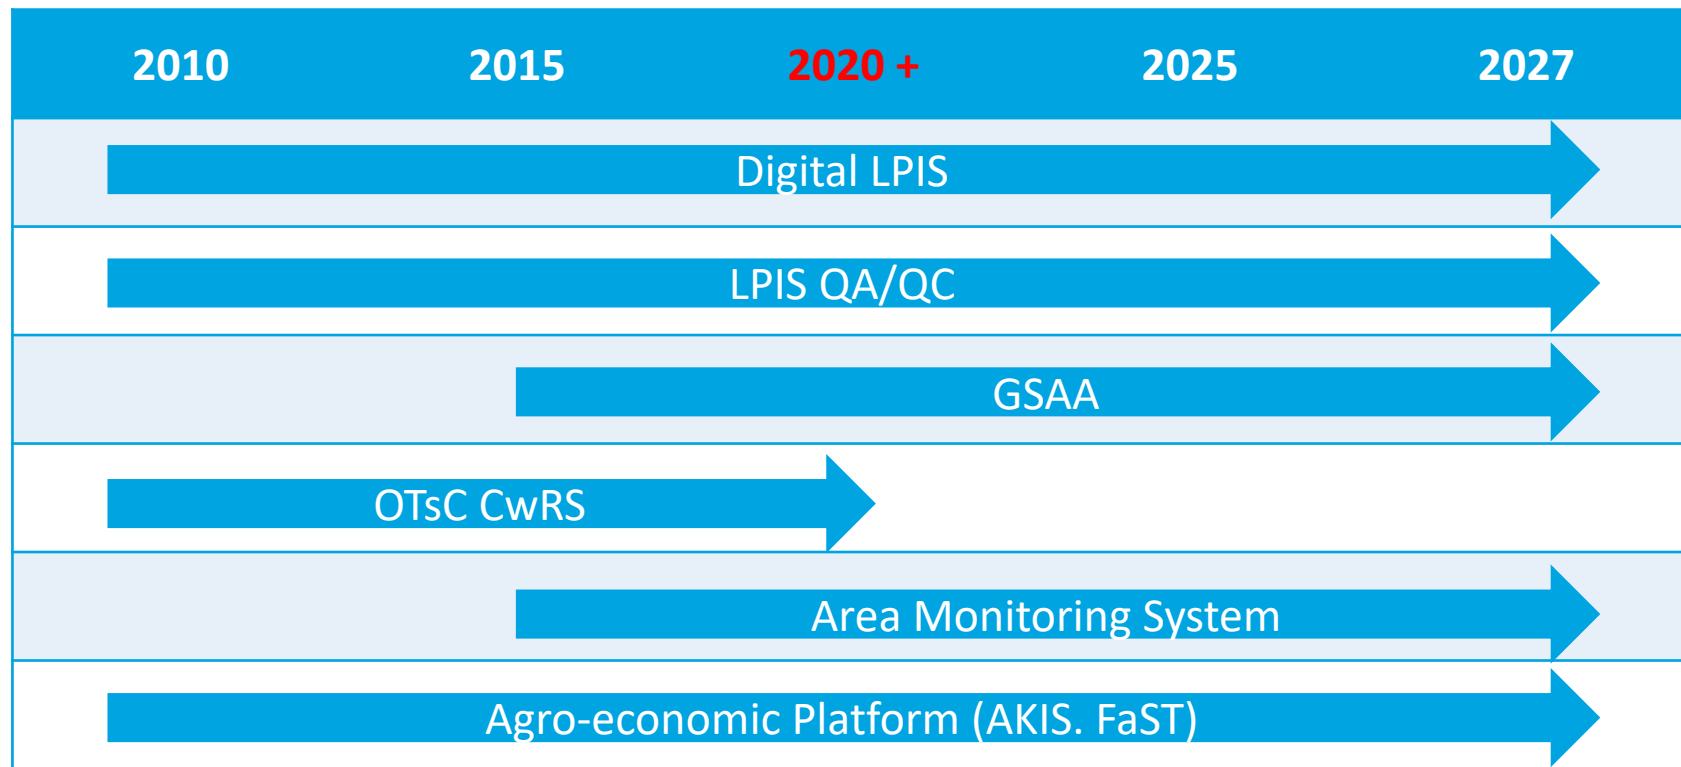 2010 2015 2020 + 2025 2027
Digital LPIS
LPIS QA/QC
GSAA
OTsC CwRS
Area Monitoring System
Agro-economic Platform (AKIS. FaST)